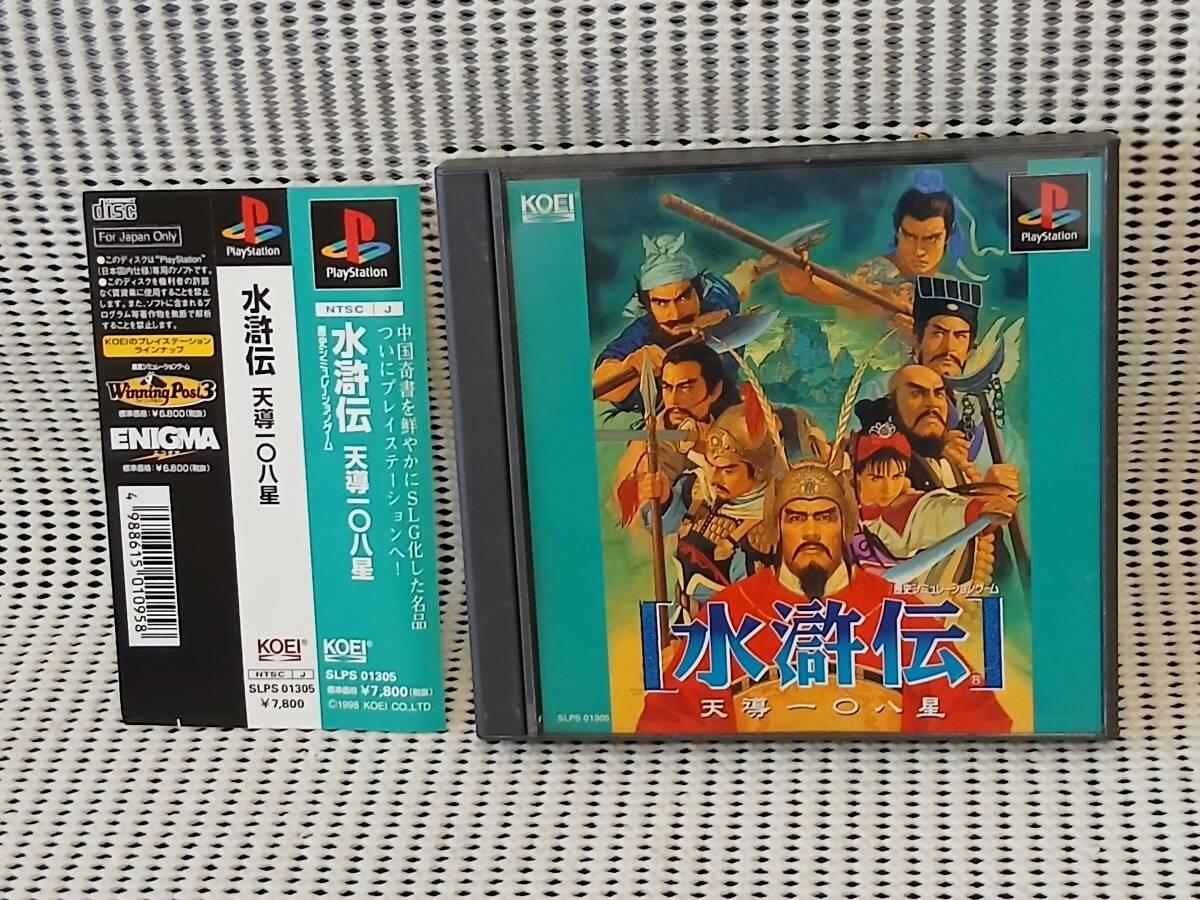 disc
For Japan Only
●このディスクは“PlayStation”
(日本国内仕様)専用のソフトです。
●このディスクを権利者の許諾
なく賃貸業に使用することを禁止
します。また、ソフトに含まれるプ
ログラム等著作物を無断で解析
することを禁止します。
KOEIのプレイステーション
ラインナップ
Winning Post3
標準価格:¥6,800(税抜)
ENIGMA
標準価格:¥6,800(税抜)
4 988615 010958
PlayStation
水滸伝 天導一〇八星
KOEI®
NTSC J
SLPS 01305
¥7,800
PlayStation
NTSC J
中国奇書を鮮やかにSLG化した名品
ついにプレイステーションへ!
水滸伝 天導一〇八星
歴史シミュレーションゲーム
KOEI®
SLPS 01305
標準価格¥7,800(税抜)
©1998 KOEI CO.,LTD
KOEI
PlayStation
歴史シミュレーションゲーム
[水滸伝]®
天導一〇八星
SLPS 01305